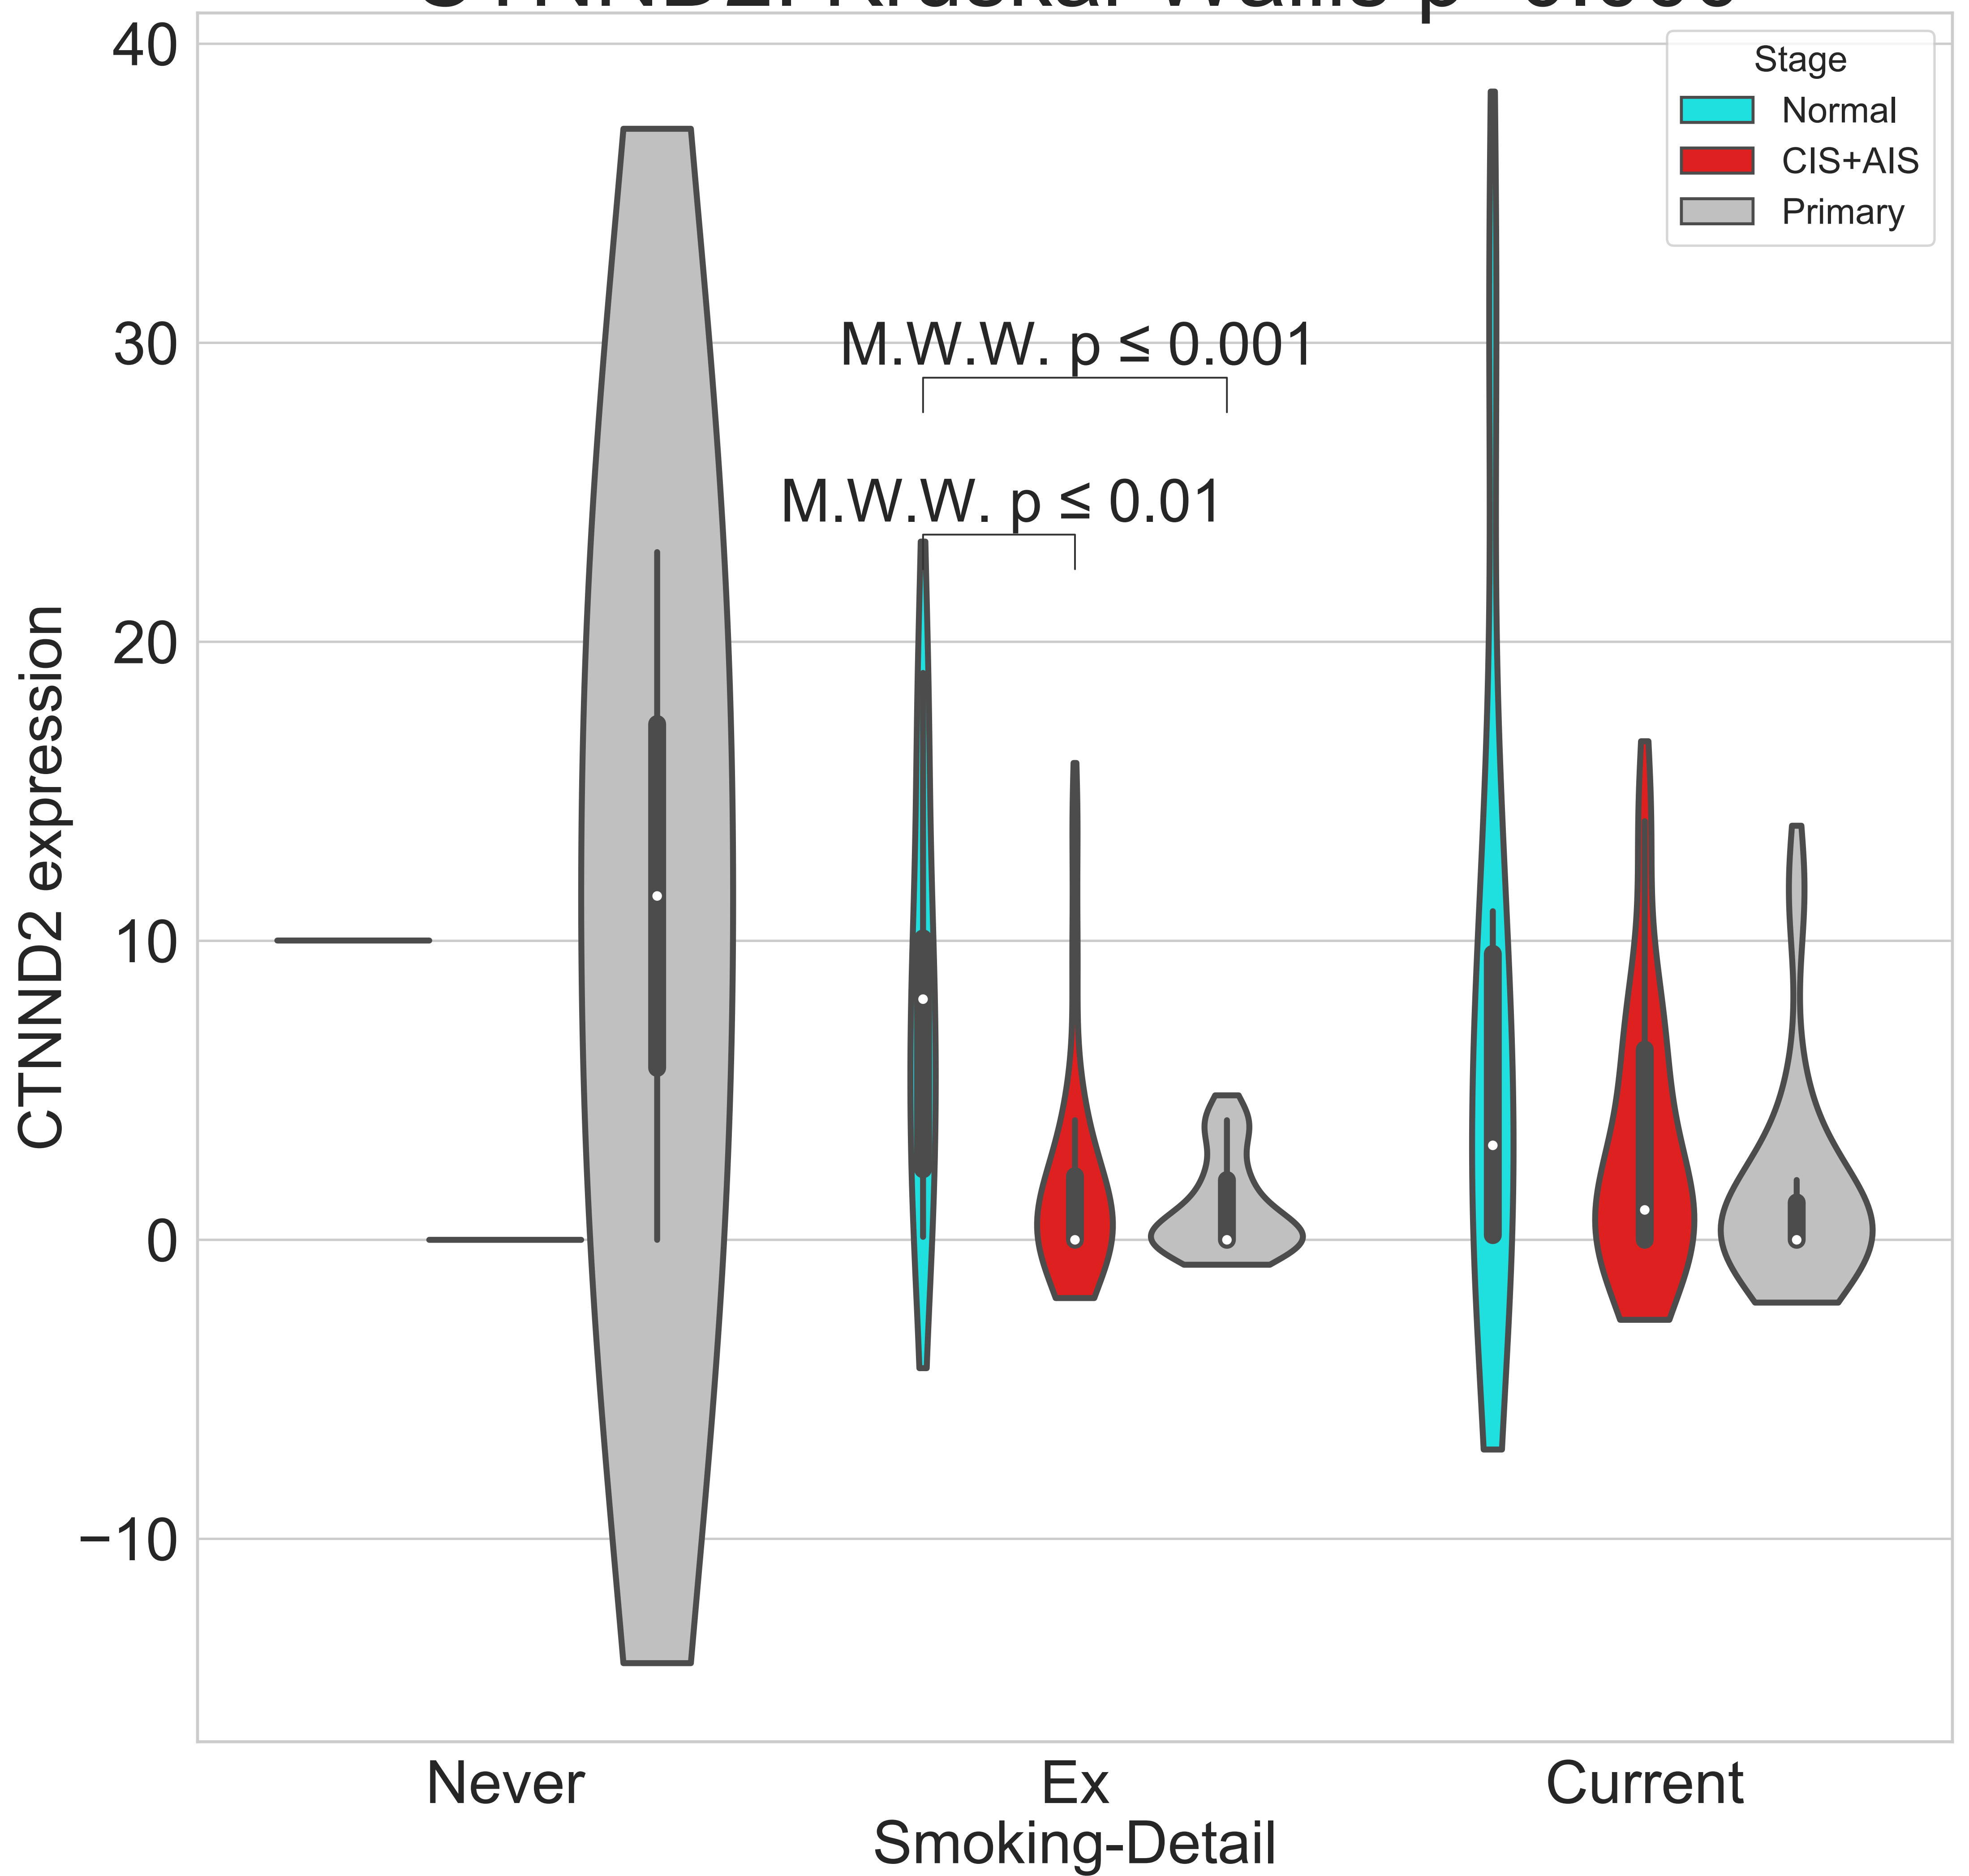 40
Stage
Normal
CIS+AIS
Primary
30
M.W.W. p ≤ 0.001
M.W.W. p ≤ 0.01
20
10
0
−10
CTNND2 expression
Never
Ex
Current
Smoking-Detail